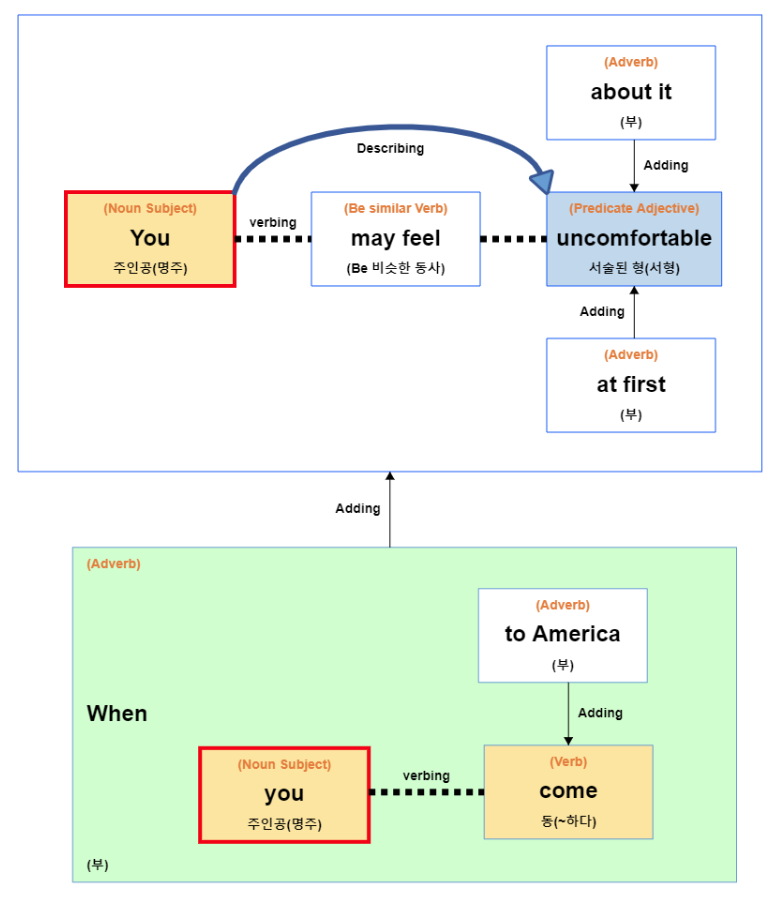 (Adverb)
about it
(부)
Adding
Describing
(Noun Subject)
You
주인공(명주)
verbing
(Be similar Verb)
may feel
(Be 비슷한 동사)
(Predicate Adjective)
uncomfortable
서술된 형(서형)
Adding
(Adverb)
at first
(부)
Adding
(Adverb)
When
(부)
(Adverb)
to America
(부)
Adding
(Noun Subject)
you
주인공(명주)
verbing
(Verb)
come
동(~하다)